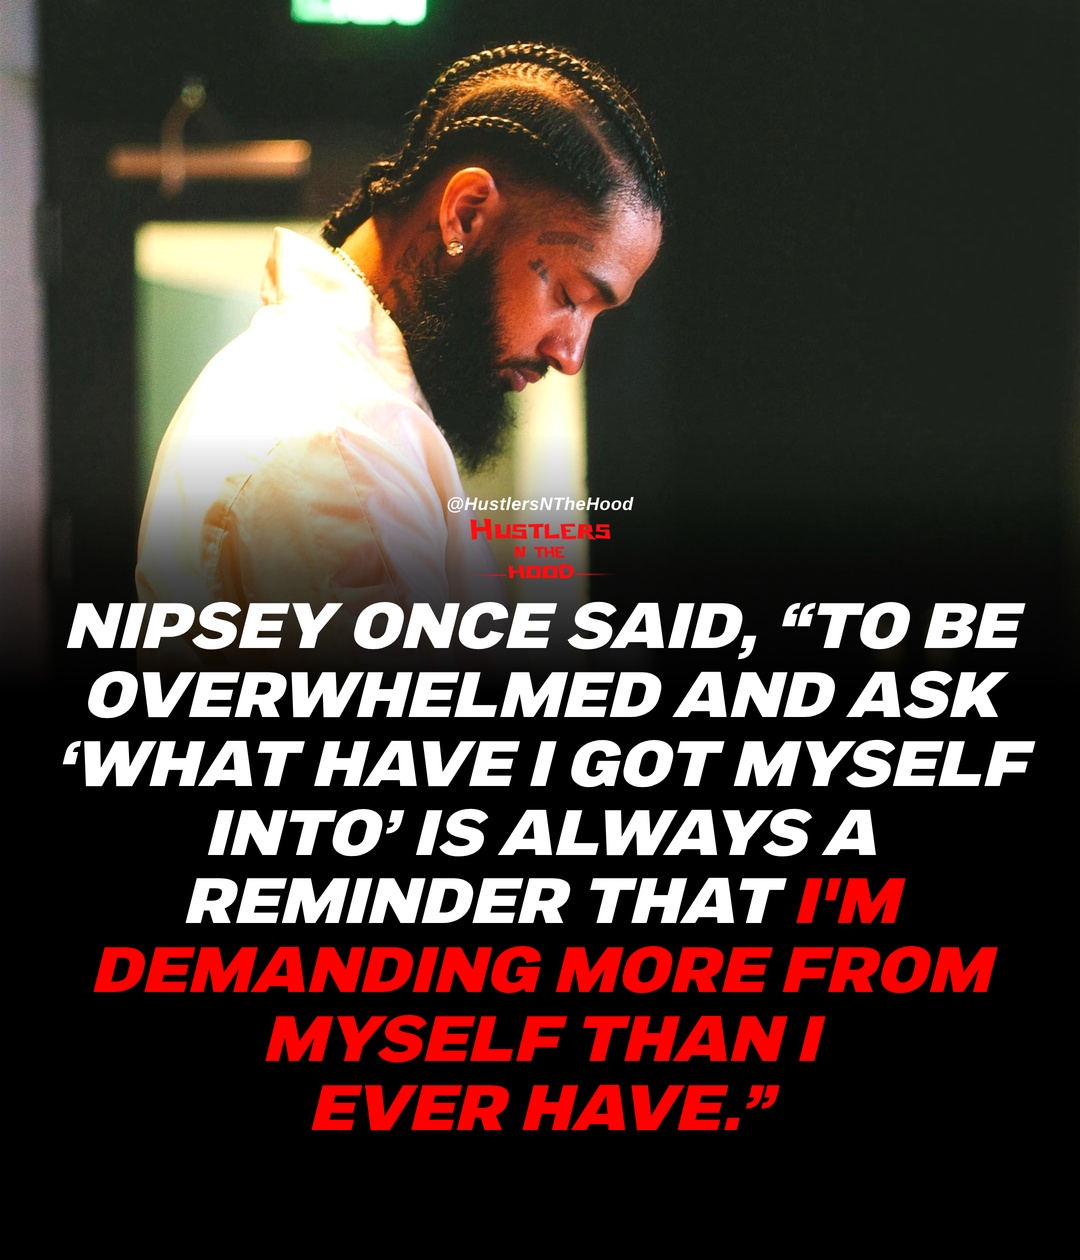 @HustlersNTheHood
HUSTLERS
N THE
HOOD
NIPSEY ONCE SAID, “TO BE
OVERWHELMED AND ASK
‘WHAT HAVE I GOT MYSELF
INTO’ IS ALWAYS A
REMINDER THAT I'M
DEMANDING MORE FROM
MYSELF THAN I
EVER HAVE.”